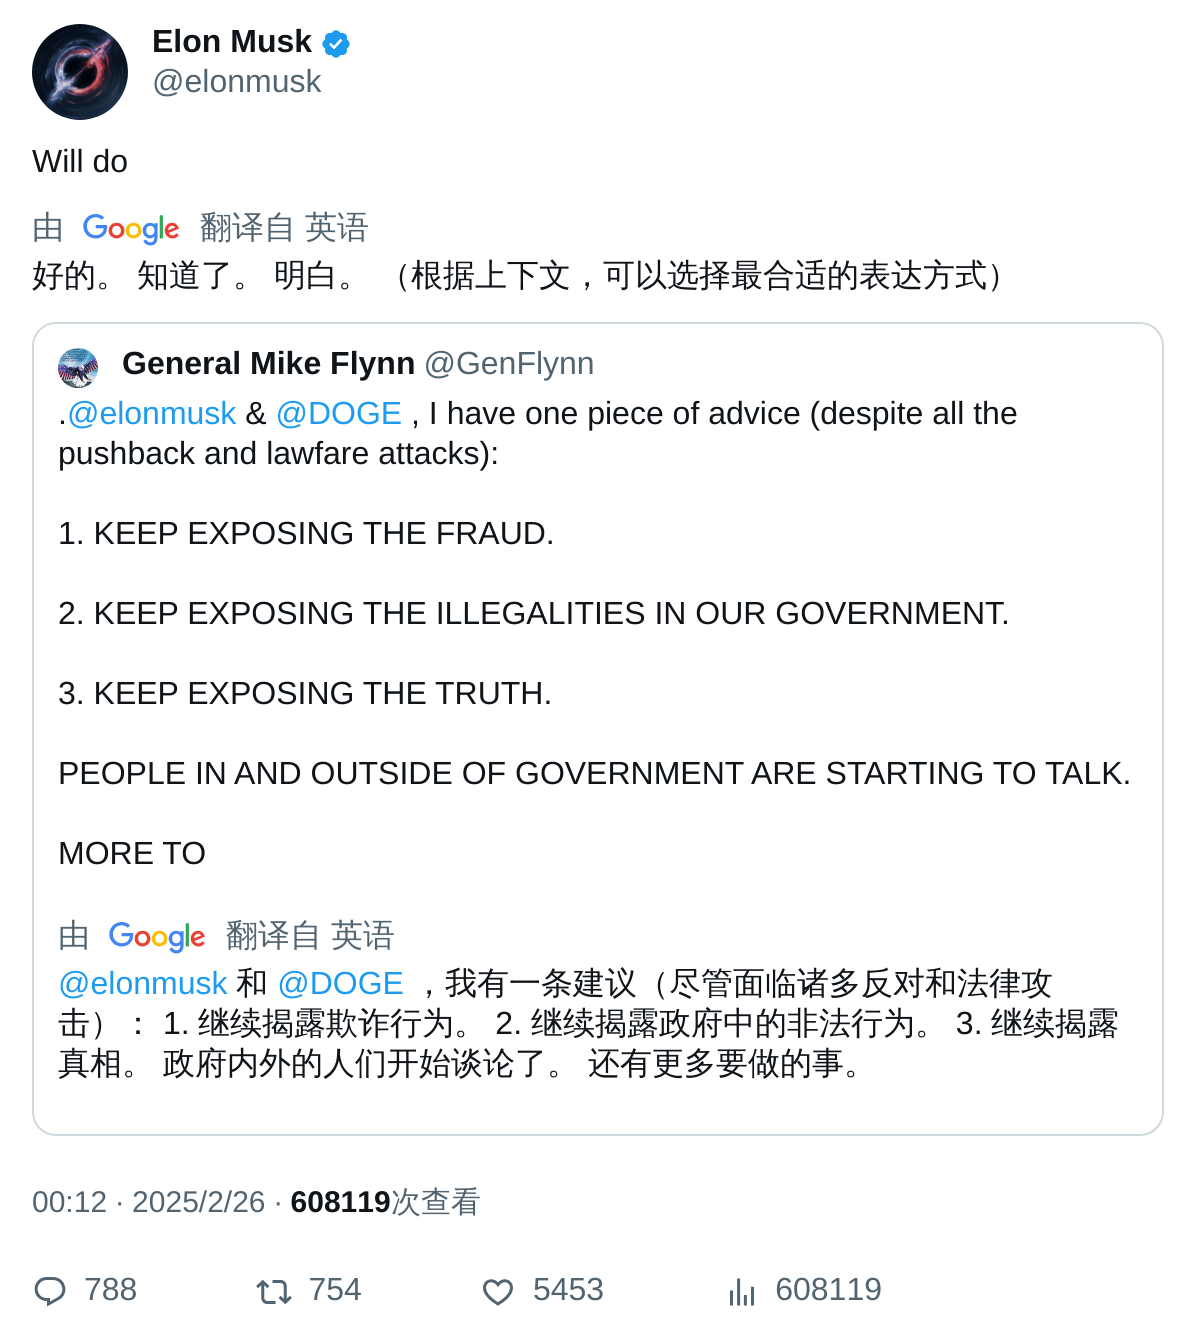 Elon Musk
@elonmusk
Will do
由 Google 翻译自 英语
好的。 知道了。 明白。 （根据上下文，可以选择最合适的表达方式）
General Mike Flynn @GenFlynn
.@elonmusk & @DOGE , I have one piece of advice (despite all the
pushback and lawfare attacks):
1. KEEP EXPOSING THE FRAUD.
2. KEEP EXPOSING THE ILLEGALITIES IN OUR GOVERNMENT.
3. KEEP EXPOSING THE TRUTH.
PEOPLE IN AND OUTSIDE OF GOVERNMENT ARE STARTING TO TALK.
MORE TO
由 Google 翻译自 英语
@elonmusk 和 @DOGE ，我有一条建议（尽管面临诸多反对和法律攻
击）： 1. 继续揭露欺诈行为。 2. 继续揭露政府中的非法行为。 3. 继续揭露
真相。 政府内外的人们开始谈论了。 还有更多要做的事。
00:12 · 2025/2/26 · 608119次查看
788 754 5453 608119